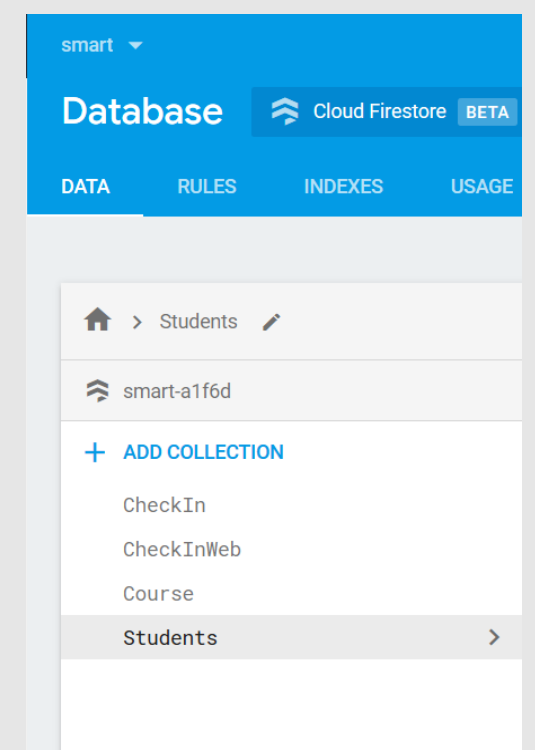 smart
Database Cloud Firestore BETA
DATA RULES INDEXES USAGE
Students
smart-a1f6d
ADD COLLECTION
CheckIn
CheckInWeb
Course
Students